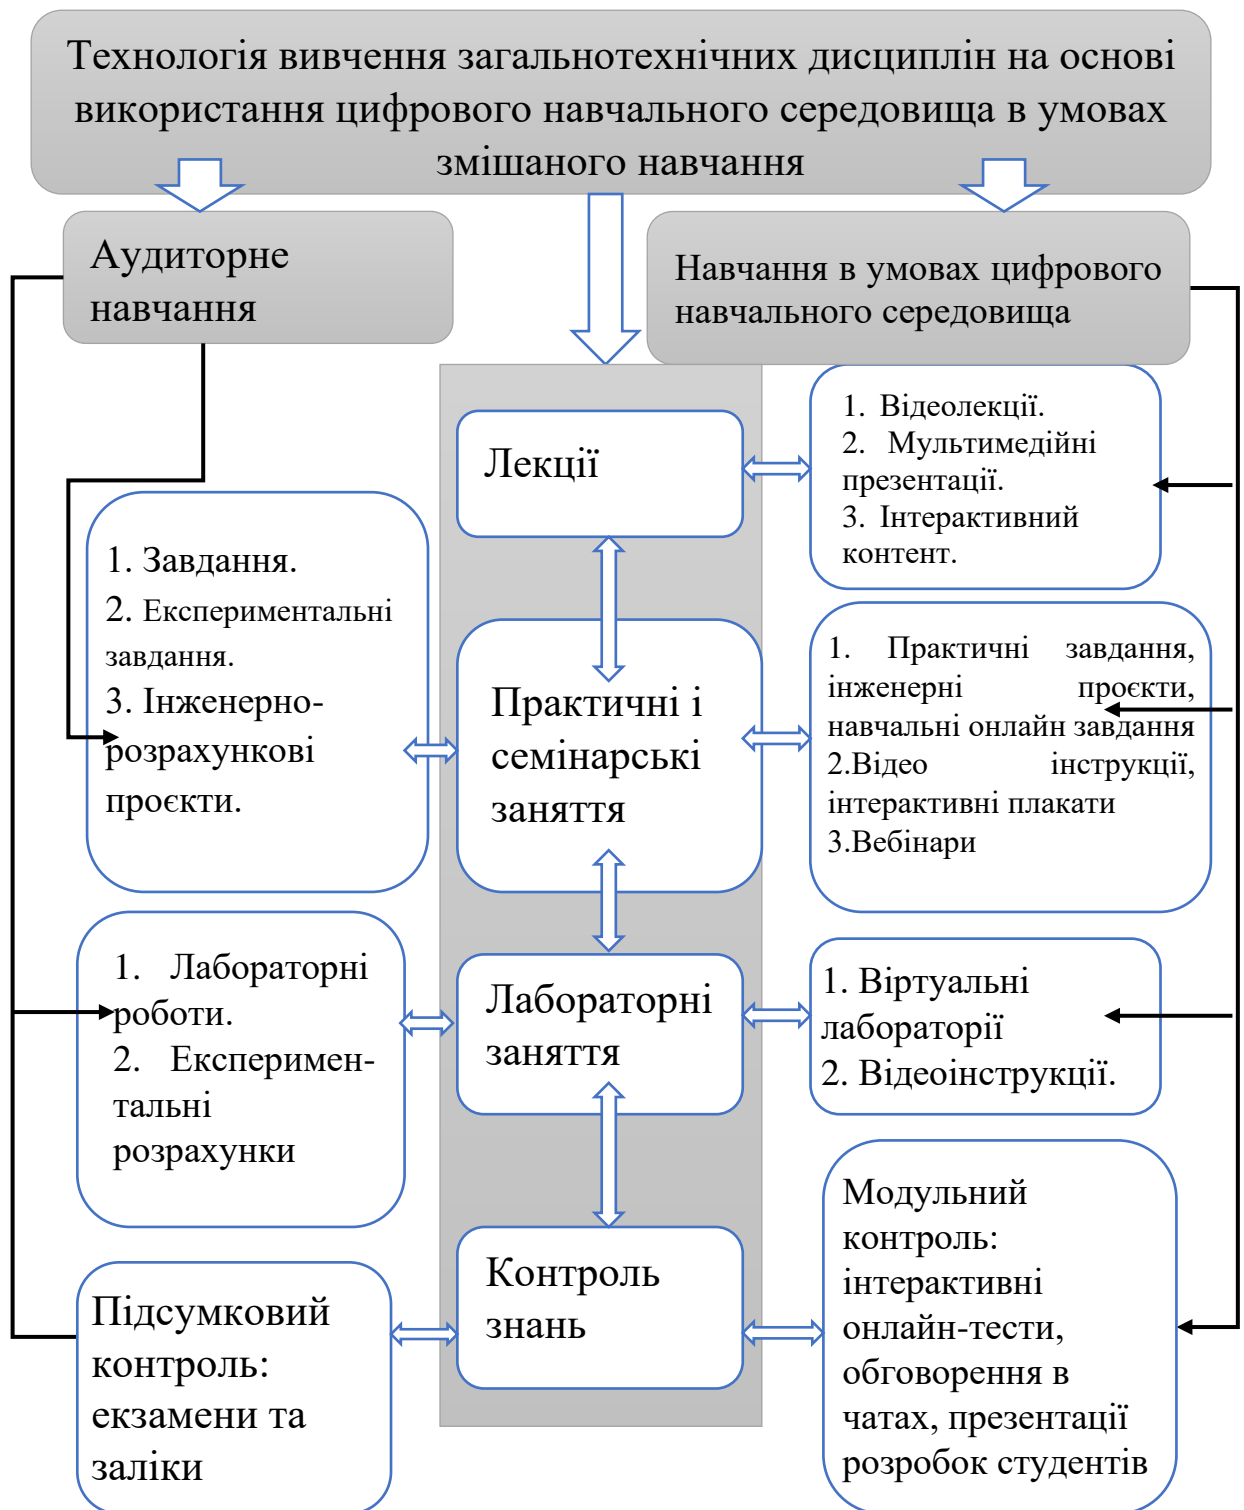 Технологія вивчення загальнотехнічних дисциплін на основі
використання цифрового навчального середовища в умовах
змішаного навчання
Аудиторне
навчання
Навчання в умовах цифрового
навчального середовища
Лекції
1. Відеолекції.
2. Мультимедійні
презентації.
3. Інтерактивний
контент.
1. Завдання.
2. Експериментальні
завдання.
3. Інженерно-
розрахункові
проєкти.
Практичні і
семінарські
заняття
1. Практичні завдання,
інженерні проєкти,
навчальні онлайн завдання
2.Відео інструкції,
інтерактивні плакати
3.Вебінари
1. Лабораторні
роботи.
2. Експеримен-
тальні
розрахунки
Лабораторні
заняття
1. Віртуальні
лабораторії
2. Відеоінструкції.
Підсумковий
контроль:
екзамени та
заліки
Контроль
знань
Модульний
контроль:
інтерактивні
онлайн-тести,
обговорення в
чатах, презентації
розробок студентів